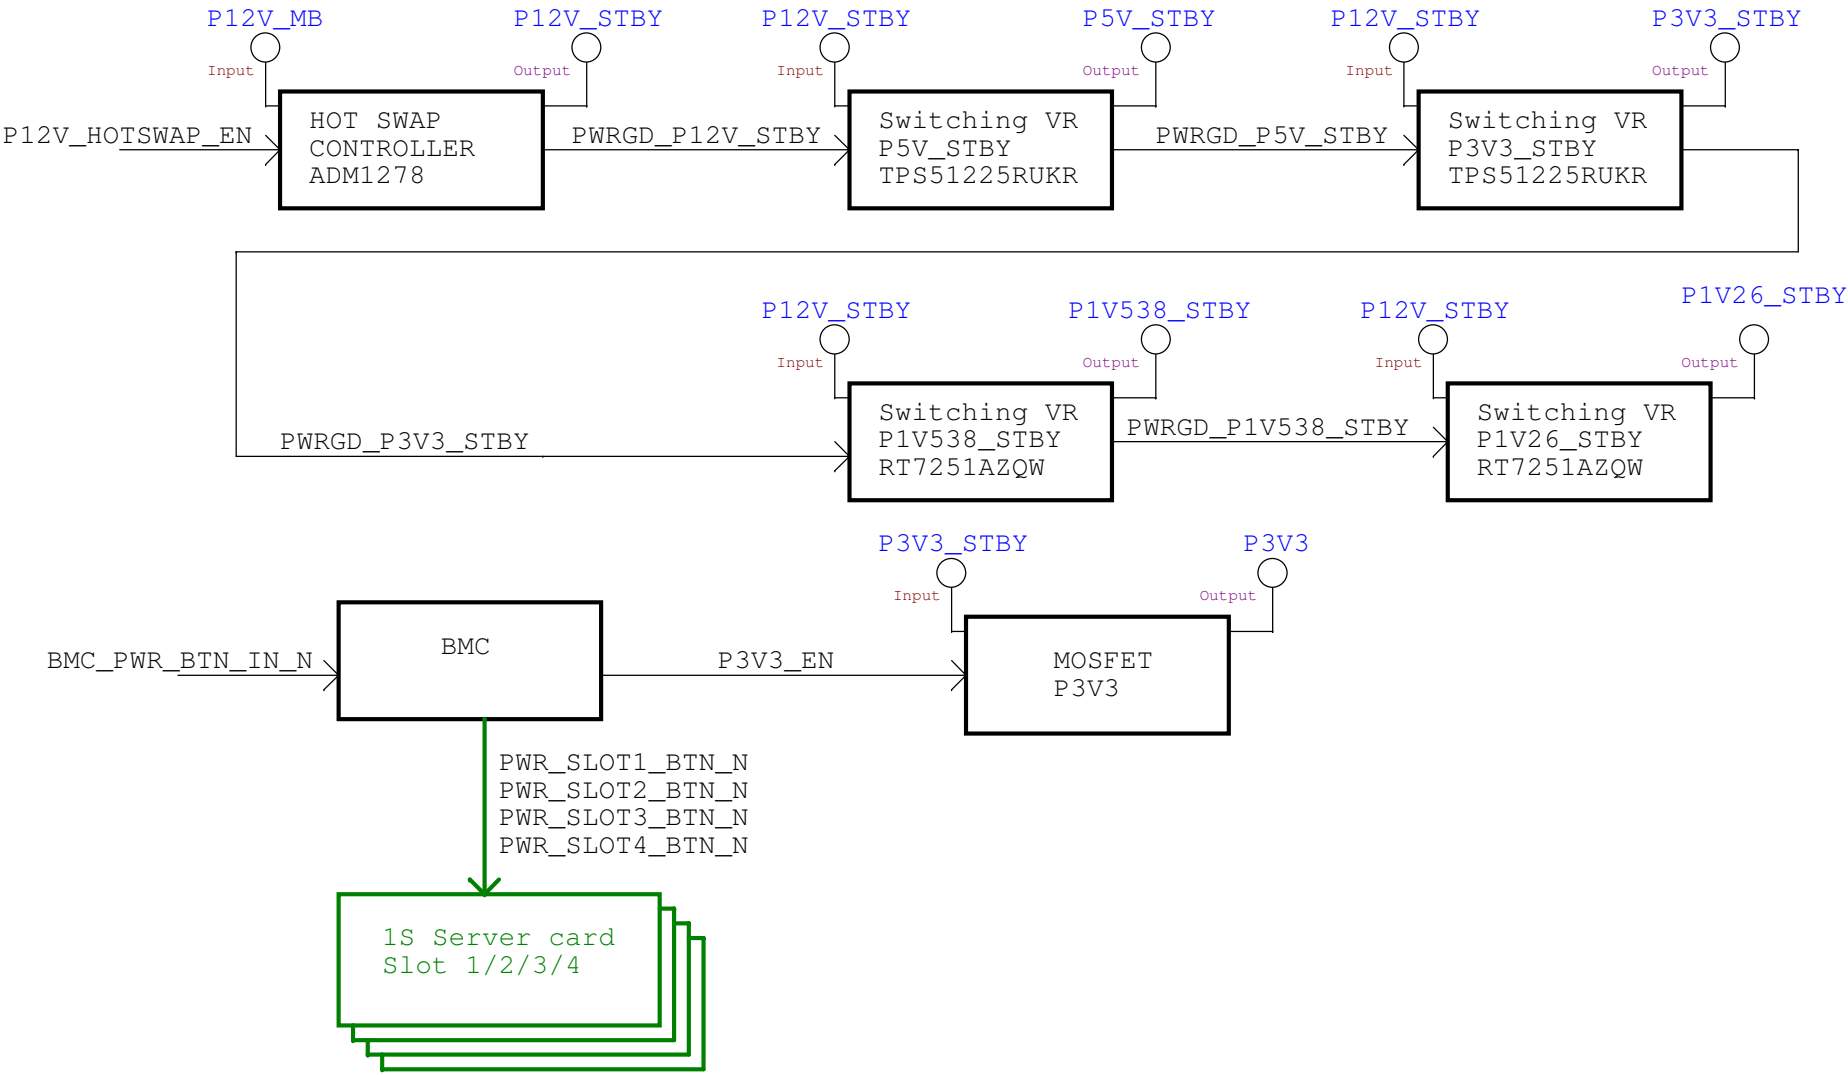 P12V_MB
P12V_STBY
P12V_STBY
P5V_STBY
P12V_STBY
P3V3_STBY
Input
Output
Input
Output
Input
Output
P12V_HOTSWAP_EN
HOT SWAP
CONTROLLER
ADM1278
PWRGD_P12V_STBY
Switching VR
P5V_STBY
TPS51225RUKR
PWRGD_P5V_STBY
Switching VR
P3V3_STBY
TPS51225RUKR
P12V_STBY
P1V538_STBY
P12V_STBY
P1V26_STBY
Input
Output
Input
Output
PWRGD_P3V3_STBY
Switching VR
P1V538_STBY
RT7251AZQW
PWRGD_P1V538_STBY
Switching VR
P1V26_STBY
RT7251AZQW
P3V3_STBY
P3V3
Input
Output
BMC_PWR_BTN_IN_N
BMC
P3V3_EN
MOSFET
P3V3
PWR_SLOT1_BTN_N
PWR_SLOT2_BTN_N
PWR_SLOT3_BTN_N
PWR_SLOT4_BTN_N
1S Server card
Slot 1/2/3/4